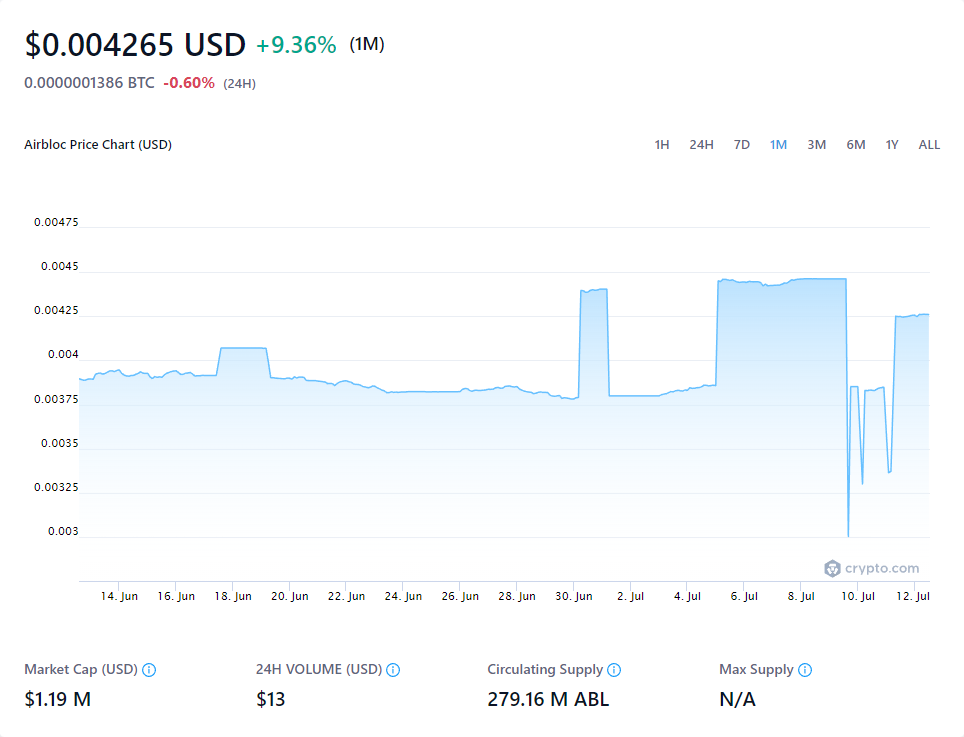 $0.004265 USD +9.36% (1M)
0.0000001386 BTC -0.60% (24H)
Airbloc Price Chart (USD) 1H 24H 7D 1M 3M 6M 1Y ALL
0.00475
0.0045
0.00425
0.004
0.00375
0.0035
0.00325
0.003
crypto.com
14. Jun 16. Jun 18. Jun 20. Jun 22. Jun 24. Jun 26. Jun 28. Jun 30. Jun 2. Jul 4. Jul 6. Jul 8. Jul 10. Jul 12. Jul
Market Cap (USD) 24H VOLUME (USD) Circulating Supply Max Supply
$1.19 M $13 279.16 M ABL N/A